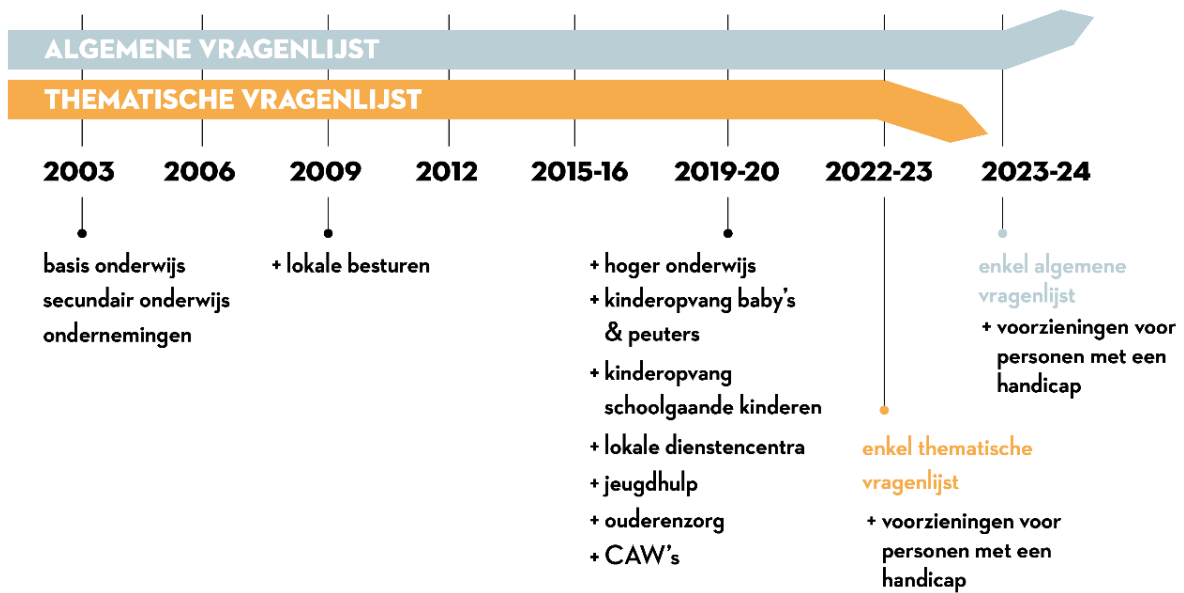 ALGEMENE VRAGENLIJST
THEMATISCHE VRAGENLIJST
2003 2006 2009 2012 2015-16 2019-20 2022-23 2023-24
basis onderwijs
secundair onderwijs
ondernemingen
+ lokale besturen
+ hoger onderwijs
+ kinderopvang baby's
& peuters
+ kinderopvang
schoolgaande kinderen
+ lokale dienstencentra
+ jeugdhulp
+ ouderenzorg
+ CAW's
enkel thematische
vragenlijst
+ voorzieningen voor
personen met een
handicap
enkel algemene
vragenlijst
+ voorzieningen voor
personen met een
handicap